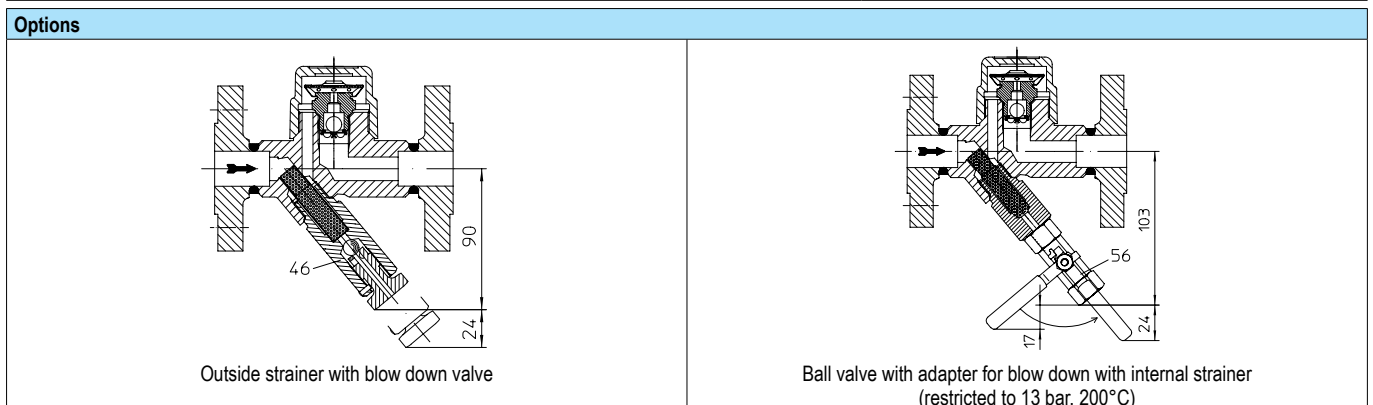 Options
90
46
24
Outside strainer with blow down valve
103
56
24
17
Ball valve with adapter for blow down with internal strainer
(restricted to 13 bar, 200°C)